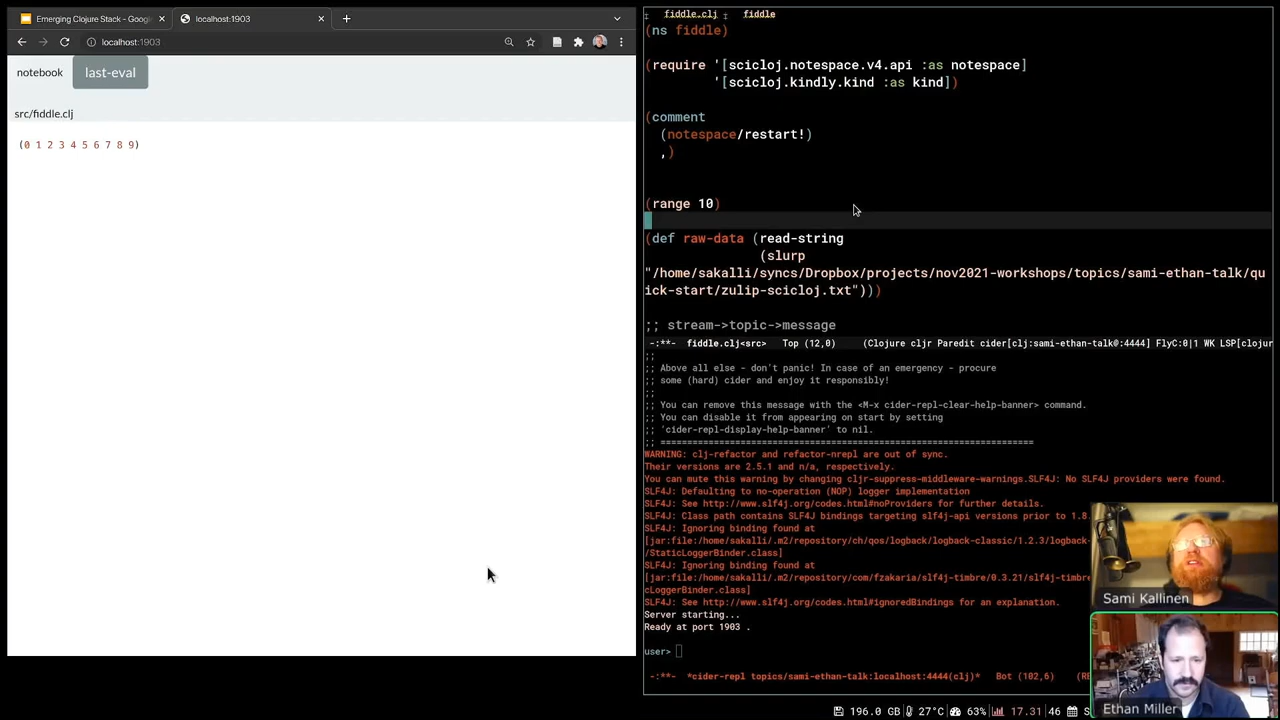 Emerging Clojure Stack - Google
localhost:1903
localhost:1903
notebook
last-eval
src/fiddle.clj
(0 1 2 3 4 5 6 7 8 9)
fiddle.clj
fiddle
(ns fiddle)
(require '[scicloj.notespace.v4.api :as notespace]
'[scicloj.kindly.kind :as kind])
(comment
(notespace/restart!)
,)
(range 10)
(def raw-data (read-string
(slurp
"/home/sakalli/syncs/Dropbox/projects/nov2021-workshops/topics/sami-ethan-talk/qu
ick-start/zulip-scicloj.txt")))
;; stream->topic->message
-:**- fiddle.clj<src> Top (12,0) (Clojure cljr Paredit cider[clj:sami-ethan-talk@:4444] FlyC:0|1 WK LSP[clojur
;;
;; Above all else - don't panic! In case of an emergency - procure
;; some (hard) cider and enjoy it responsibly!
;;
;; You can remove this message with the <M-x cider-repl-clear-help-banner> command.
;; You can disable it from appearing on start by setting
;; 'cider-repl-display-help-banner' to nil.
;; ======================================================================
WARNING: clj-refactor and refactor-nrepl are out of sync.
Their versions are 2.5.1 and n/a, respectively.
You can mute this warning by changing cljr-suppress-middleware-warnings.SLF4J: No SLF4J providers were found.
SLF4J: Defaulting to no-operation (NOP) logger implementation
SLF4J: See http://www.slf4j.org/codes.html#noProviders for further details.
SLF4J: Class path contains SLF4J bindings targeting slf4j-api versions prior to 1.8.
SLF4J: Ignoring binding found at
[jar:file:/home/sakalli/.m2/repository/ch/qos/logback/logback-classic/1.2.3/logback-
/StaticLoggerBinder.class]
SLF4J: Ignoring binding found at
[jar:file:/home/sakalli/.m2/repository/com/fzakaria/slf4j-timbre/0.3.21/slf4j-timbre
cLoggerBinder.class]
SLF4J: See http://www.slf4j.org/codes.html#ignoredBindings for an explanation.
Server starting...
Ready at port 1903 .
user>
-:**- *cider-repl topics/sami-ethan-talk:localhost:4444(clj)* Bot (102,6) (RE
Sami Kallinen
Ethan Miller
196.0 GB 27°C 63% 17.31 46 S